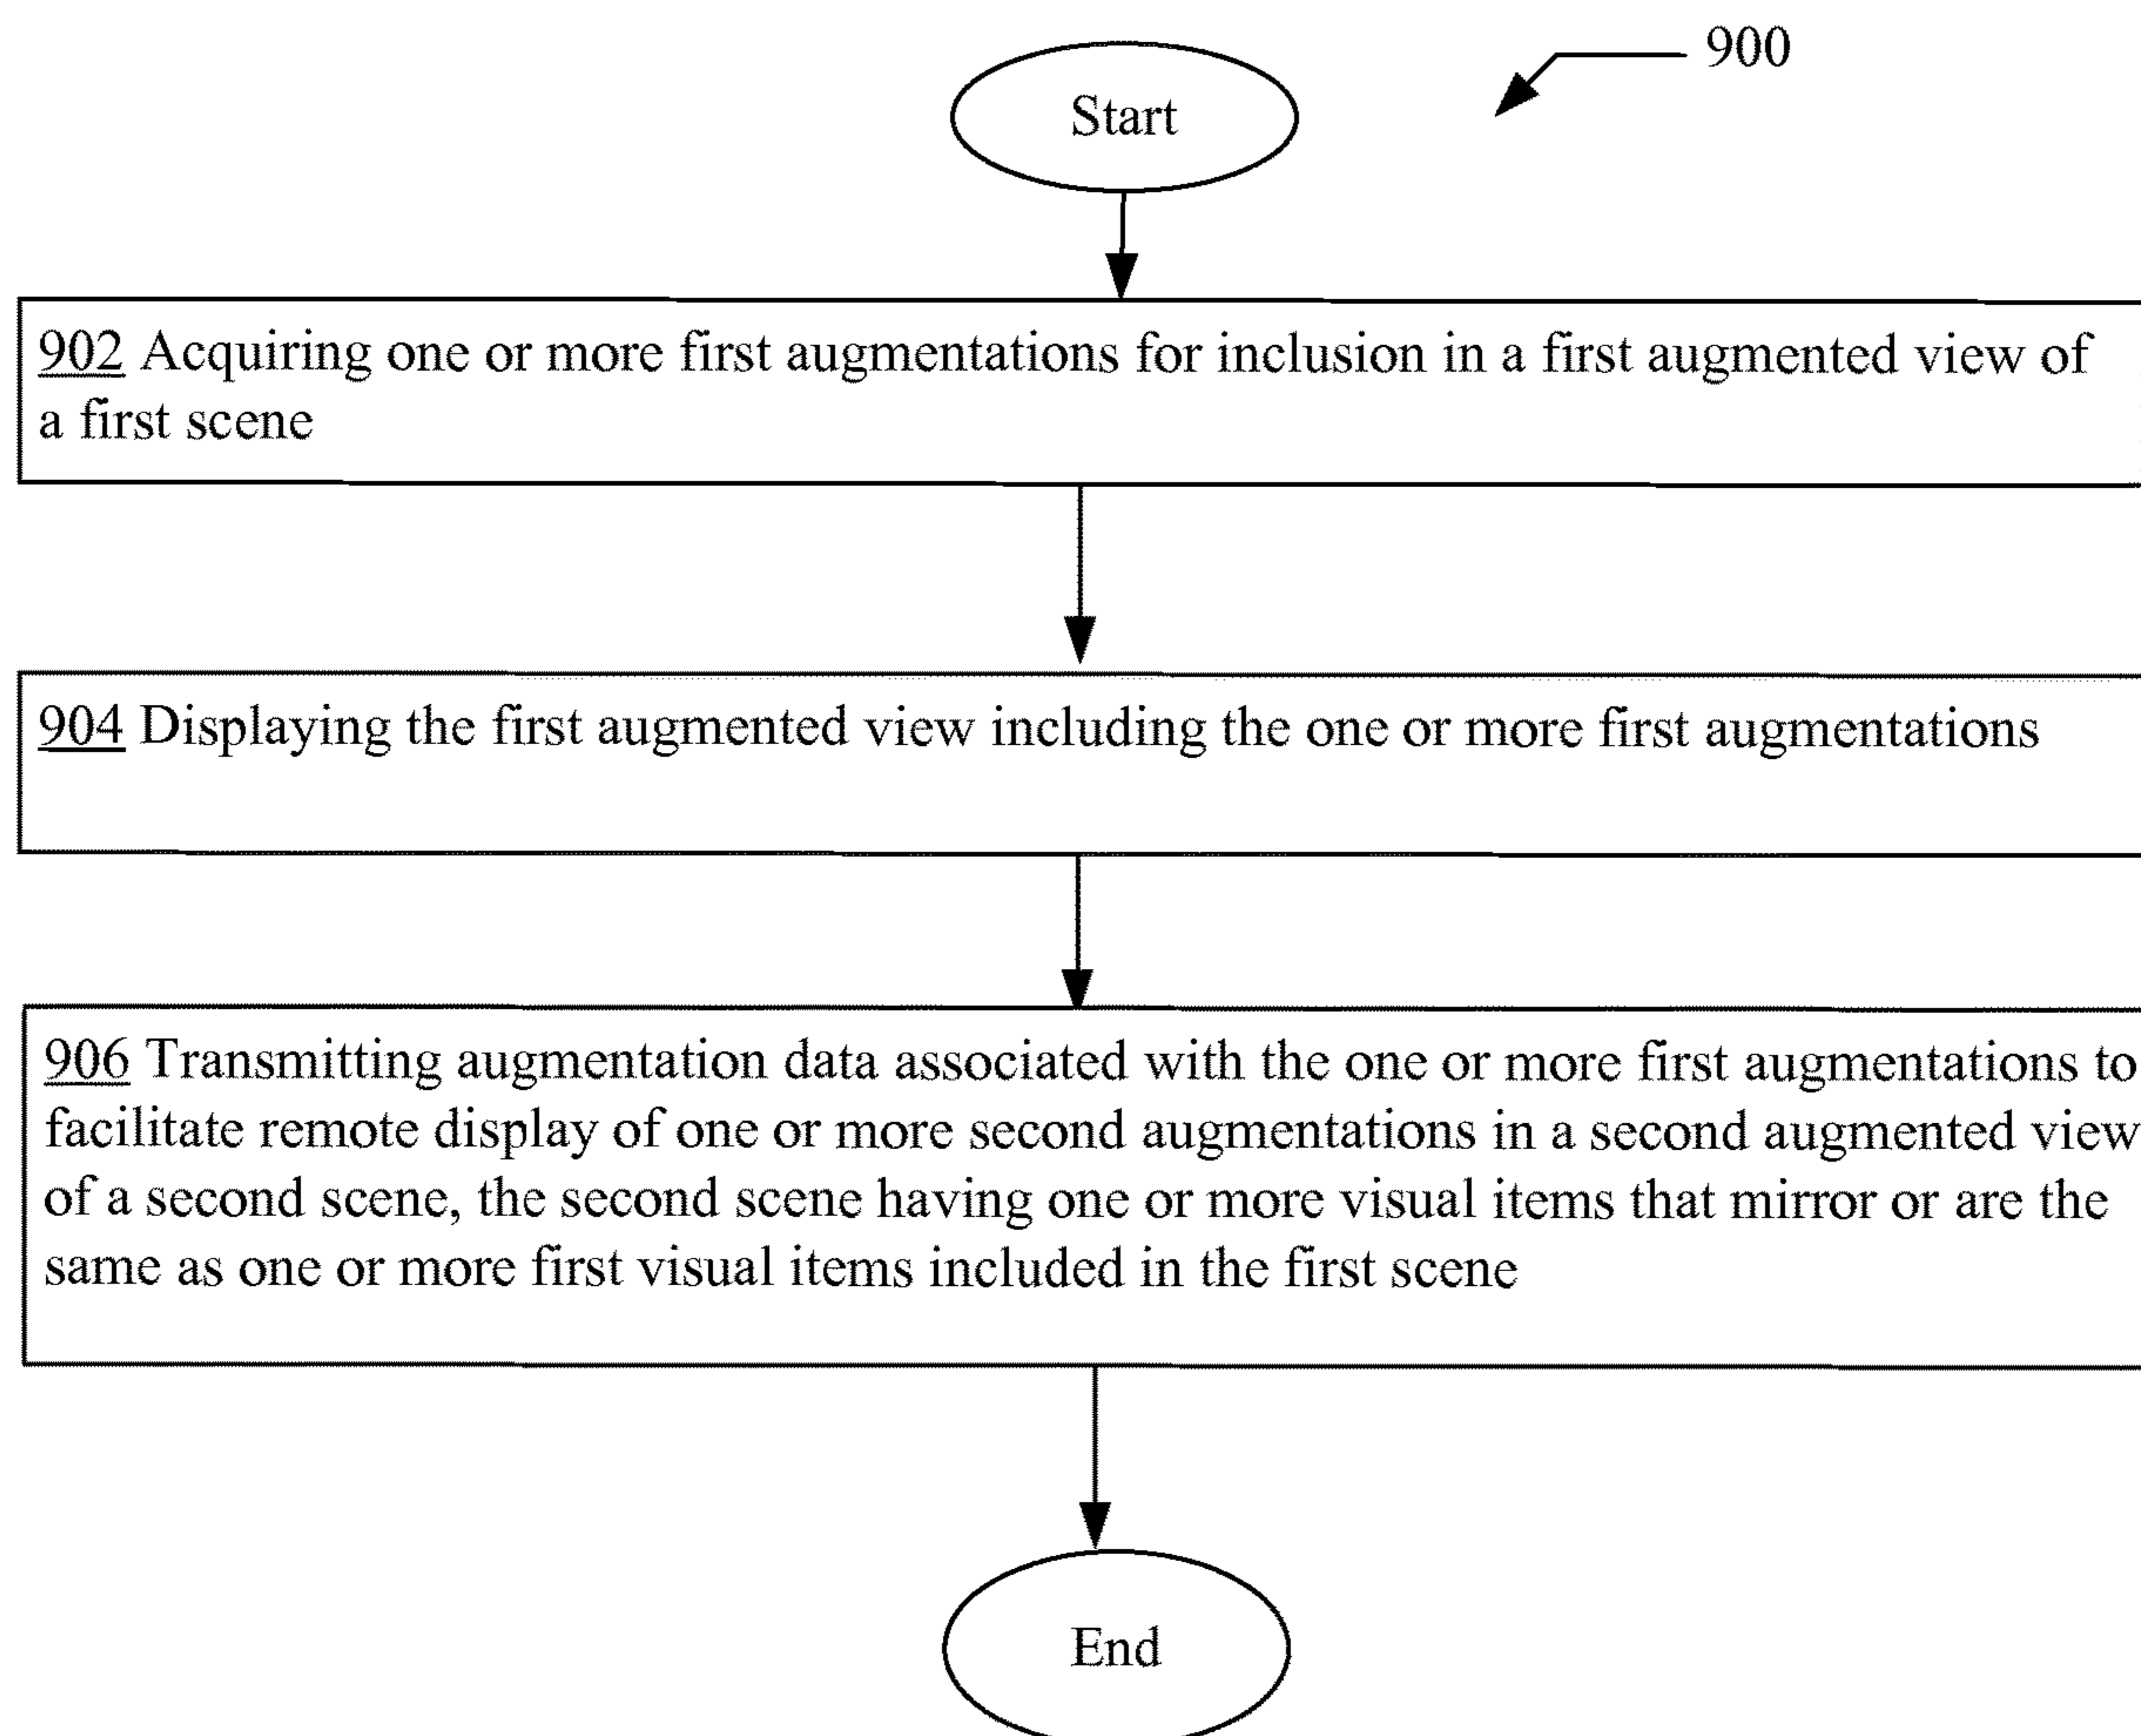 900
Start
902 Acquiring one or more first augmentations for inclusion in a first augmented view of
a first scene
904 Displaying the first augmented view including the one or more first augmentations
906 Transmitting augmentation data associated with the one or more first augmentations to
facilitate remote display of one or more second augmentations in a second augmented view
of a second scene, the second scene having one or more visual items that mirror or are the
same as one or more first visual items included in the first scene
End